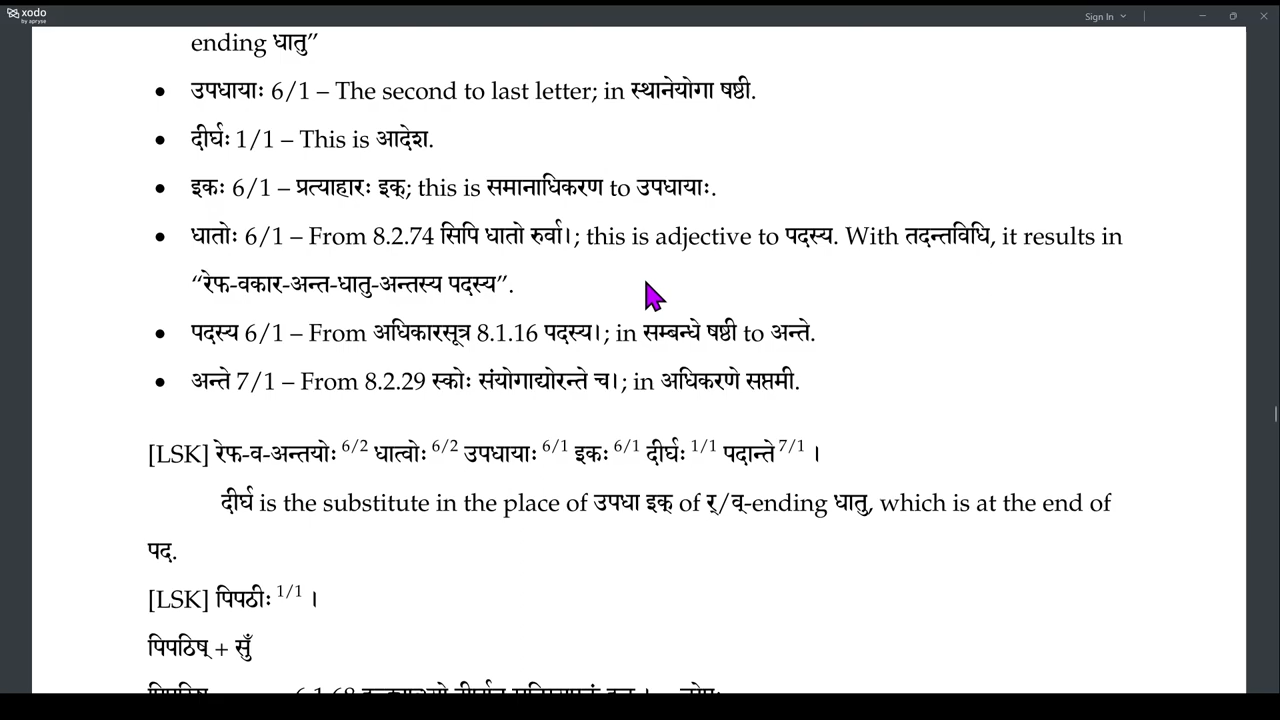 xodo
by apryse
Sign In
ending धातु”
• उपधायाः 6/1 – The second to last letter; in स्थानेयोगा षष्ठी.
• दीर्घः 1/1 – This is आदेश.
• इकः 6/1 – प्रत्याहारः इक्; this is समानाधिकरण to उपधायाः.
• धातोः 6/1 – From 8.2.74 सिपि धातो रुर्वा।; this is adjective to पदस्य. With तदन्तविधि, it results in
“रेफ-वकार-अन्त-धातु-अन्तस्य पदस्य”.
• पदस्य 6/1 – From अधिकारसूत्र 8.1.16 पदस्य।; in सम्बन्धे षष्ठी to अन्ते.
• अन्ते 7/1 – From 8.2.29 स्कोः संयोगाद्योरन्ते च।; in अधिकरणे सप्तमी.
[LSK] रेफ-व-अन्तयोः 6/2 धात्वोः 6/2 उपधायाः 6/1 इकः 6/1 दीर्घः 1/1 पदान्ते 7/1 ।
दीर्घ is the substitute in the place of उपधा इक् of र्/व्-ending धातु, which is at the end of
पद.
[LSK] पिपठीः 1/1 ।
पिपठिष् + सुँ